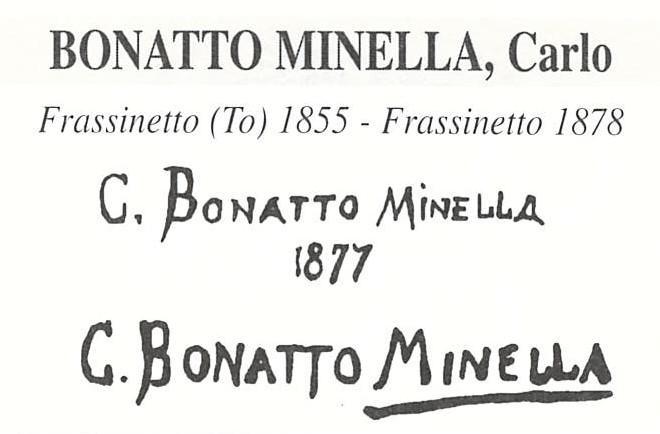 BONATTO MINELLA, Carlo
Frassinetto (To) 1855 - Frassinetto 1878
C. BONATTO MINELLA
1877
C. BONATTO MINELLA